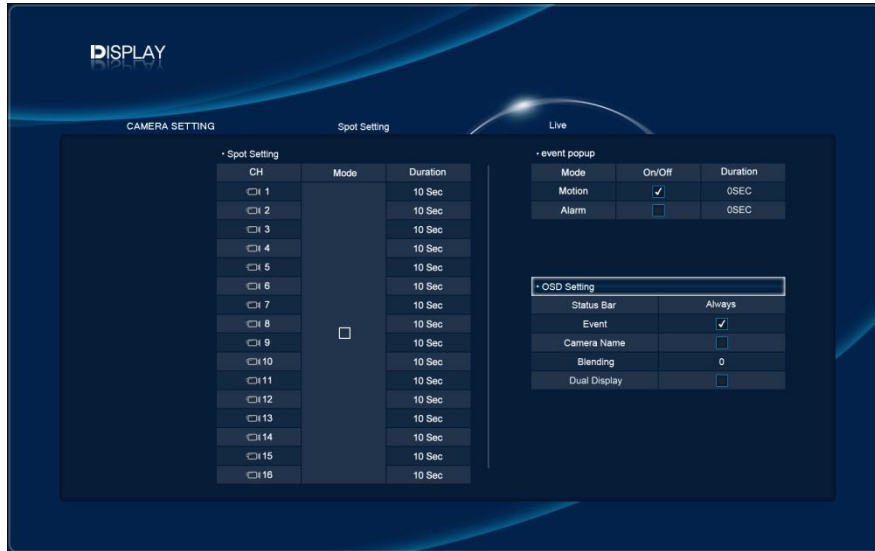 DISPLAY
CAMERA SETTING Spot Setting Live
• Spot Setting
CH Mode Duration
1 10 Sec
2 10 Sec
3 10 Sec
4 10 Sec
5 10 Sec
6 10 Sec
7 10 Sec
8 10 Sec
9 10 Sec
10 10 Sec
11 10 Sec
12 10 Sec
13 10 Sec
14 10 Sec
15 10 Sec
16 10 Sec
• event popup
Mode On/Off Duration
Motion 0SEC
Alarm 0SEC
• OSD Setting
Status Bar Always
Event
Camera Name
Blending 0
Dual Display